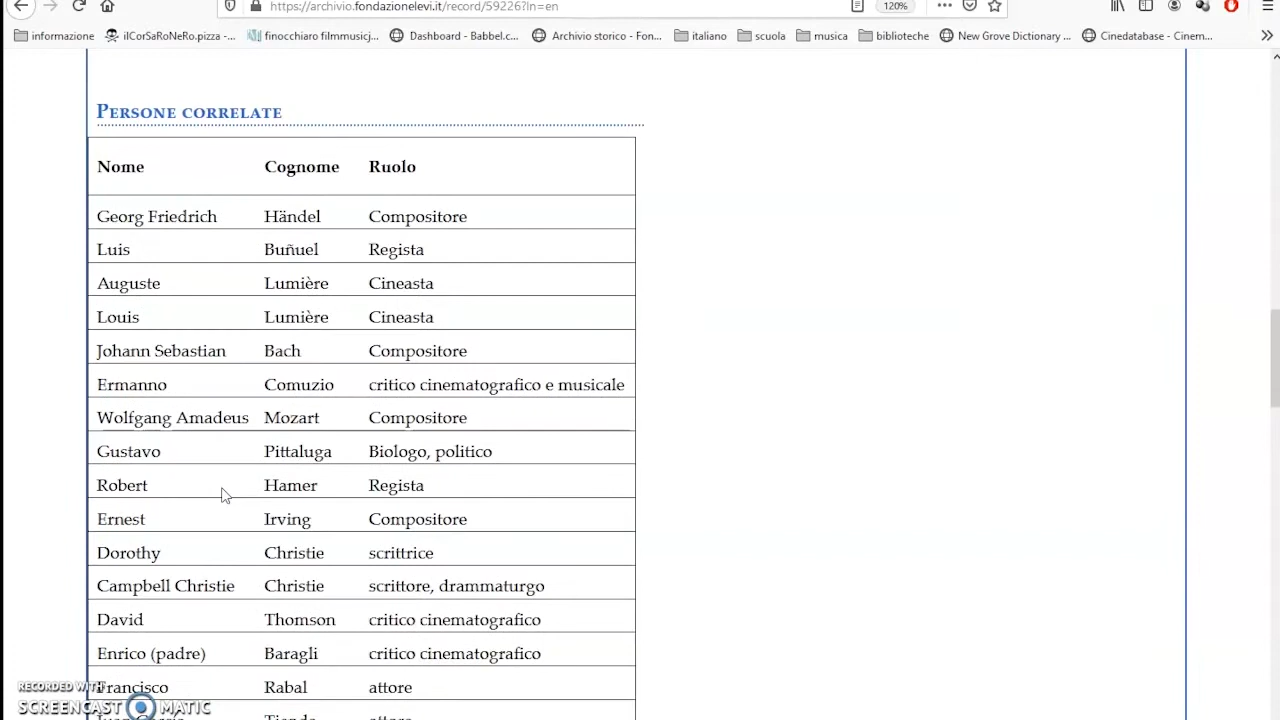 https://archivio.fondazionelevi.it/record/59226?ln=en
120%
informazione
ilCorSaRoNeRo.pizza -...
finocchiaro filmmusicj...
Dashboard - Babbel.c...
Archivio storico - Fon...
italiano
scuola
musica
biblioteche
New Grove Dictionary ...
Cinedatabase - Cinem...
PERSONE CORRELATE
Nome Cognome Ruolo
Georg Friedrich Händel Compositore
Luis Buñuel Regista
Auguste Lumière Cineasta
Louis Lumière Cineasta
Johann Sebastian Bach Compositore
Ermanno Comuzio critico cinematografico e musicale
Wolfgang Amadeus Mozart Compositore
Gustavo Pittaluga Biologo, politico
Robert Hamer Regista
Ernest Irving Compositore
Dorothy Christie scrittrice
Campbell Christie Christie scrittore, drammaturgo
David Thomson critico cinematografico
Enrico (padre) Baragli critico cinematografico
Francisco Rabal attore
RECORDED WITH
SCREENCAST MATIC